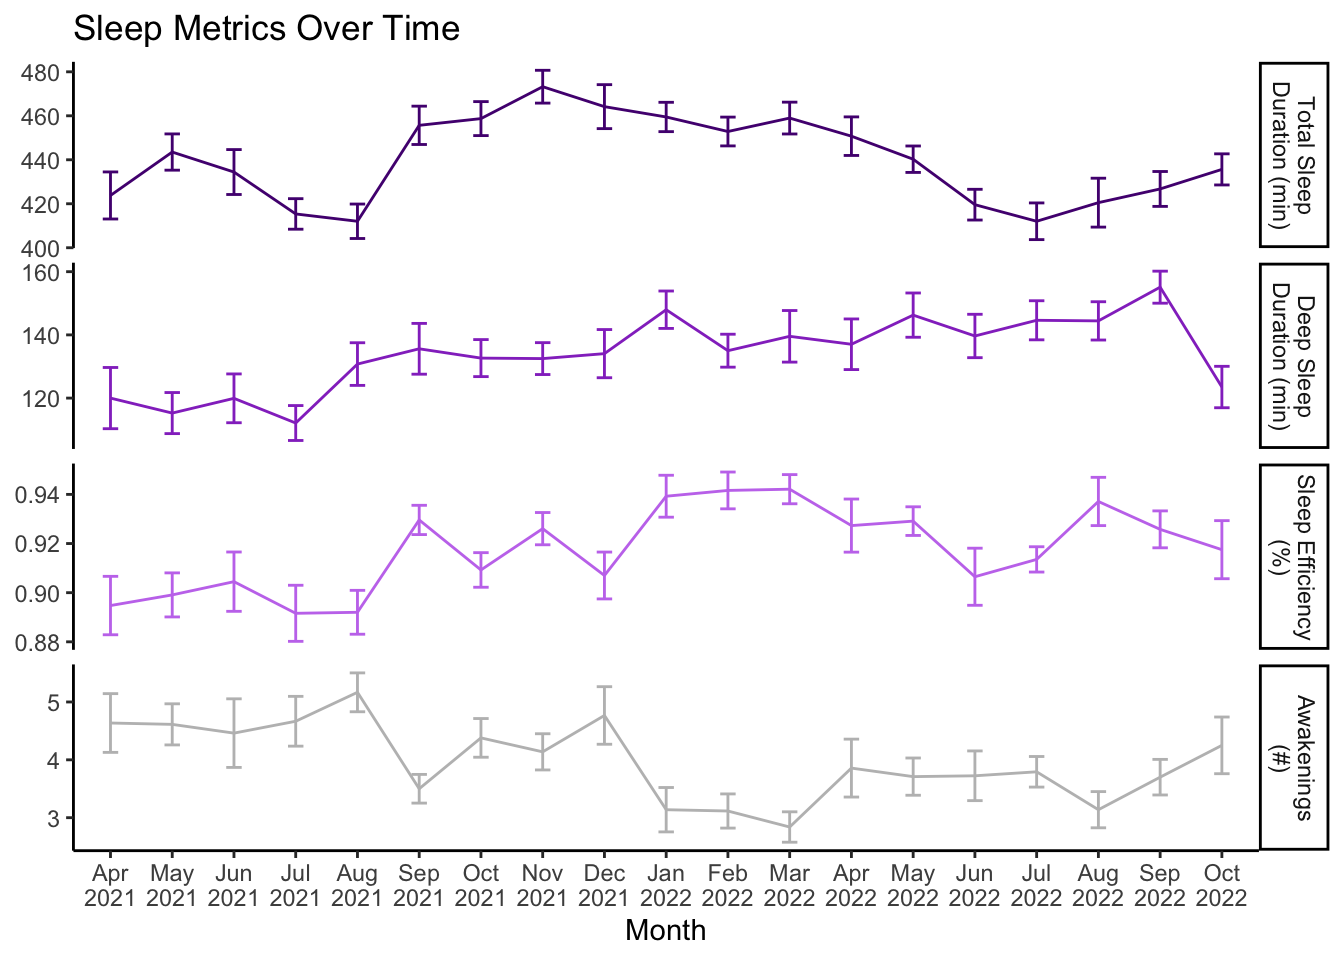 Sleep Metrics Over Time
480
460
440
420
400
Total Sleep
Duration (min)
160
140
120
Deep Sleep
Duration (min)
0.94
0.92
0.90
0.88
Sleep Efficiency
(%)
5
4
3
Awakenings
(#)
Apr May Jun Jul Aug Sep Oct Nov Dec Jan Feb Mar Apr May Jun Jul Aug Sep Oct
2021 2021 2021 2021 2021 2021 2021 2021 2021 2022 2022 2022 2022 2022 2022 2022 2022 2022 2022
Month